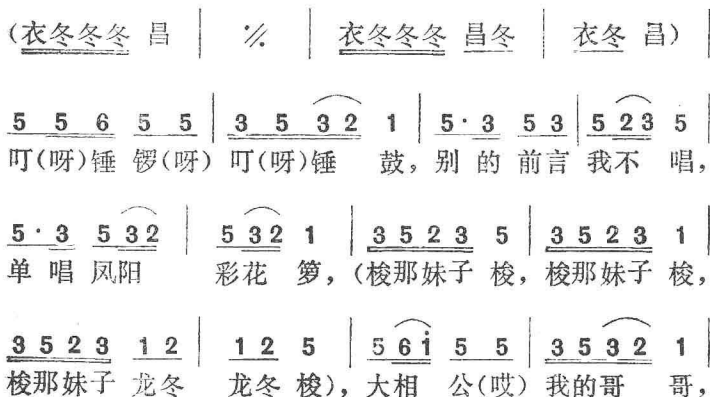 (衣冬冬冬 昌 | ·//· | 衣冬冬冬 昌冬 | 衣冬 昌) |
5 5 6 5 5 | 3 5 3 2 1 | 5· 3 5 3 | 5 2 3 5 |
叮(呀)锤 锣(呀) 叮(呀)锤 鼓, 别 的 前言 我不 唱,
5· 3 5 3 2 | 5 3 2 1 | 3 5 2 3 5 | 3 5 2 3 1 |
单 唱 凤阳 彩花 箩, (梭那妹子 梭, 梭那妹子 梭,
3 5 2 3 1 2 | 1 2 5 | 5 6 i 5 5 | 3 5 3 2 1 |
梭那妹子 龙冬 龙冬 梭), 大相 公(哎) 我的哥 哥,